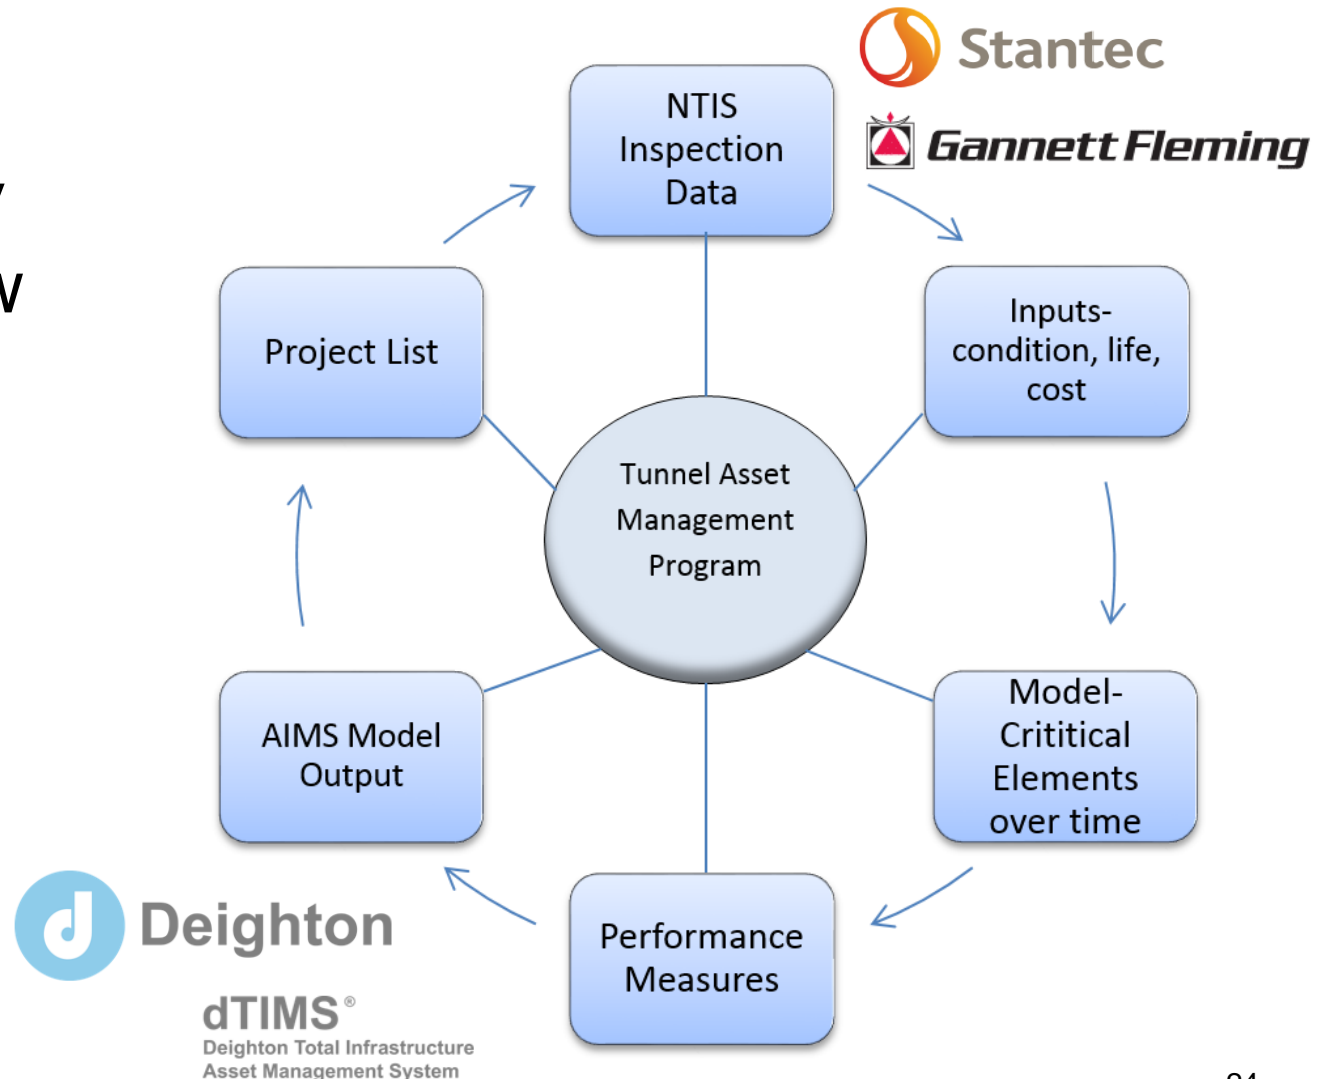 Stantec
Gannett Fleming
NTIS
Inspection
Data
Inputs-
condition, life,
cost
Model-
Crititical
Elements
over time
Performance
Measures
AIMS Model
Output
Project List
Tunnel Asset
Management
Program
Deighton
dTIMS®
Deighton Total Infrastructure
Asset Management System